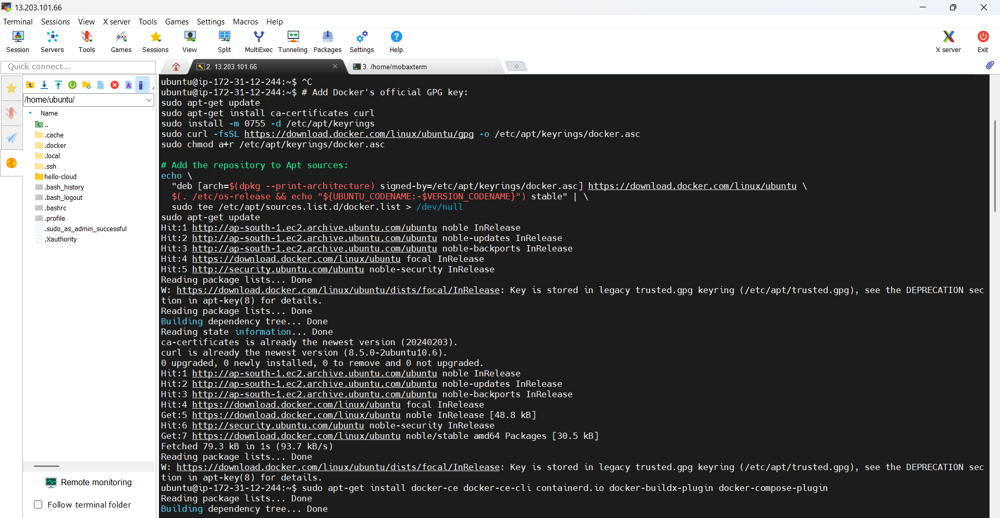 13.203.101.66
Terminal Sessions View X server Tools Games Settings Macros Help
Session Servers Tools Games Sessions View Split MultiExec Tunneling Packages Settings Help X server Exit
Quick connect...
2. 13.203.101.66
3. /home/mobaxterm
/home/ubuntu/
Name
..
.cache
.docker
.local
.ssh
hello-cloud
.bash_history
.bash_logout
.bashrc
.profile
.sudo_as_admin_successful
.Xauthority
Remote monitoring
Follow terminal folder
ubuntu@ip-172-31-12-244:~$ ^C
ubuntu@ip-172-31-12-244:~$ # Add Docker's official GPG key:
sudo apt-get update
sudo apt-get install ca-certificates curl
sudo install -m 0755 -d /etc/apt/keyrings
sudo curl -fsSL https://download.docker.com/linux/ubuntu/gpg -o /etc/apt/keyrings/docker.asc
sudo chmod a+r /etc/apt/keyrings/docker.asc
# Add the repository to Apt sources:
echo \
"deb [arch=$(dpkg --print-architecture) signed-by=/etc/apt/keyrings/docker.asc] https://download.docker.com/linux/ubuntu \
$(. /etc/os-release && echo "${UBUNTU_CODENAME:-$VERSION_CODENAME}") stable" | \
sudo tee /etc/apt/sources.list.d/docker.list > /dev/null
sudo apt-get update
Hit:1 http://ap-south-1.ec2.archive.ubuntu.com/ubuntu noble InRelease
Hit:2 http://ap-south-1.ec2.archive.ubuntu.com/ubuntu noble-updates InRelease
Hit:3 http://ap-south-1.ec2.archive.ubuntu.com/ubuntu noble-backports InRelease
Hit:4 https://download.docker.com/linux/ubuntu focal InRelease
Hit:5 http://security.ubuntu.com/ubuntu noble-security InRelease
Reading package lists... Done
W: https://download.docker.com/linux/ubuntu/dists/focal/InRelease: Key is stored in legacy trusted.gpg keyring (/etc/apt/trusted.gpg), see the DEPRECATION sec
tion in apt-key(8) for details.
Reading package lists... Done
Building dependency tree... Done
Reading state information... Done
ca-certificates is already the newest version (20240203).
curl is already the newest version (8.5.0-2ubuntu10.6).
0 upgraded, 0 newly installed, 0 to remove and 0 not upgraded.
Hit:1 http://ap-south-1.ec2.archive.ubuntu.com/ubuntu noble InRelease
Hit:2 http://ap-south-1.ec2.archive.ubuntu.com/ubuntu noble-updates InRelease
Hit:3 http://ap-south-1.ec2.archive.ubuntu.com/ubuntu noble-backports InRelease
Hit:4 https://download.docker.com/linux/ubuntu focal InRelease
Get:5 https://download.docker.com/linux/ubuntu noble InRelease [48.8 kB]
Hit:6 http://security.ubuntu.com/ubuntu noble-security InRelease
Get:7 https://download.docker.com/linux/ubuntu noble/stable amd64 Packages [30.5 kB]
Fetched 79.3 kB in 1s (93.7 kB/s)
Reading package lists... Done
W: https://download.docker.com/linux/ubuntu/dists/focal/InRelease: Key is stored in legacy trusted.gpg keyring (/etc/apt/trusted.gpg), see the DEPRECATION sec
tion in apt-key(8) for details.
ubuntu@ip-172-31-12-244:~$ sudo apt-get install docker-ce docker-ce-cli containerd.io docker-buildx-plugin docker-compose-plugin
Reading package lists... Done
Building dependency tree... Done